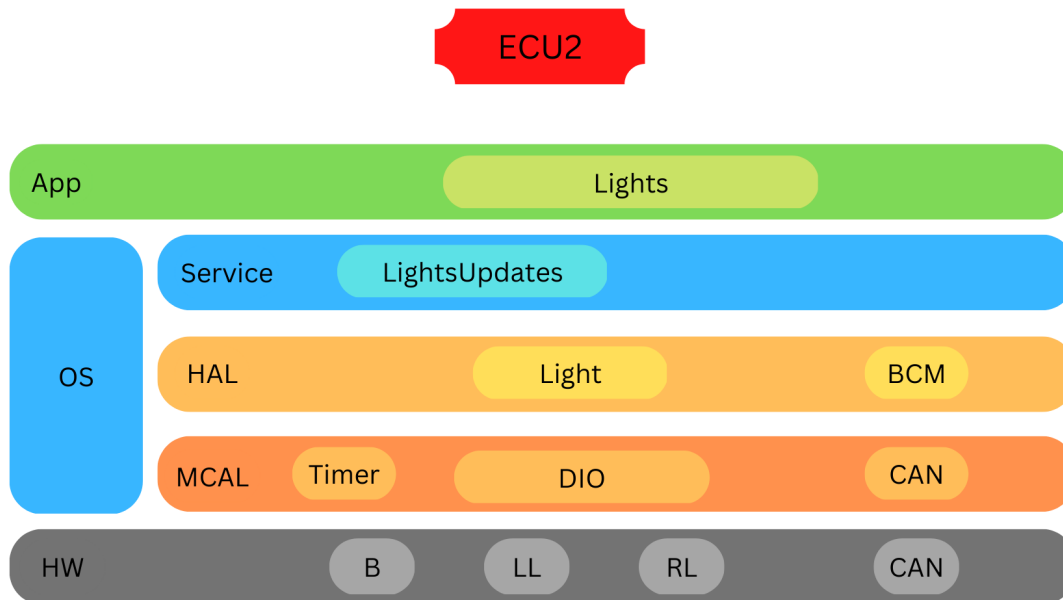 ECU2
App
Lights
Service
LightsUpdates
OS
HAL
Light
BCM
MCAL
Timer
DIO
CAN
HW
B
LL
RL
CAN